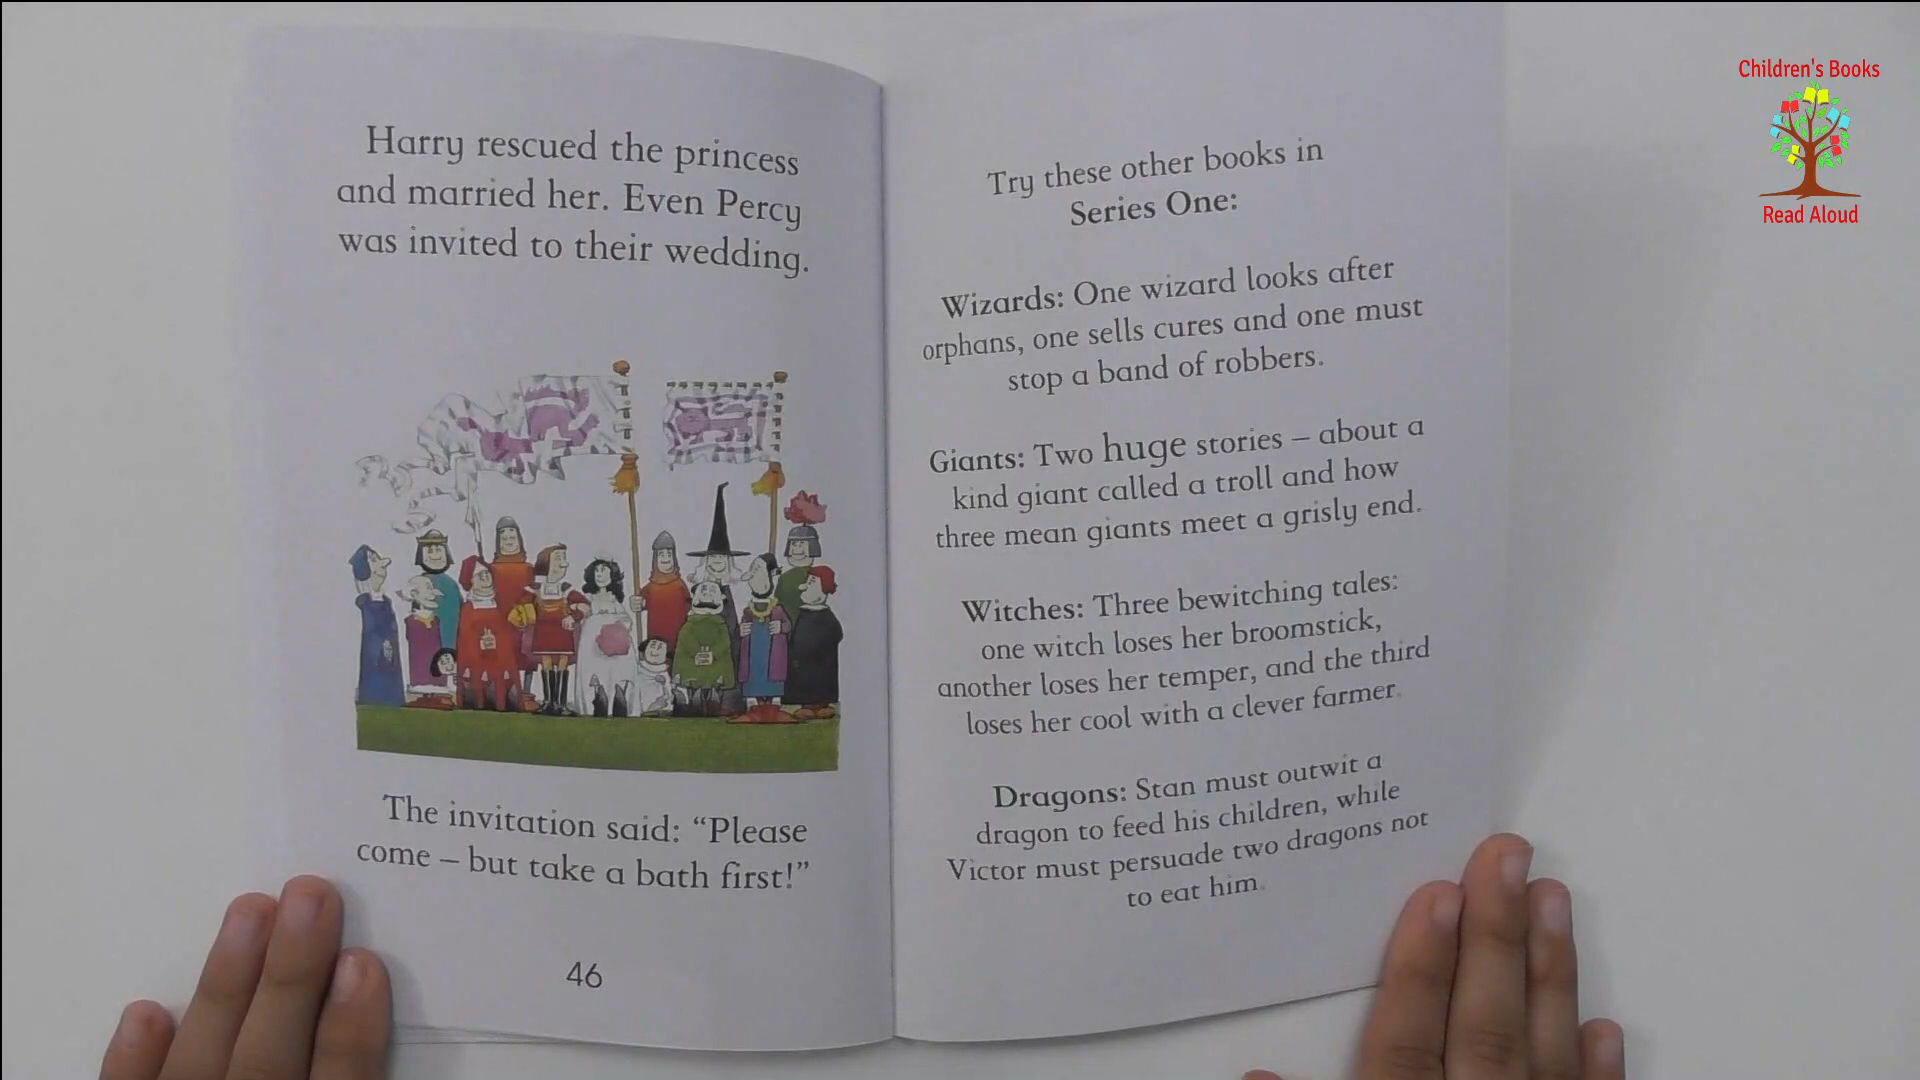 Harry rescued the princess
and married her. Even Percy
was invited to their wedding.
The invitation said: “Please
come – but take a bath first!”
46
Try these other books in
Series One:
Wizards: One wizard looks after
orphans, one sells cures and one must
stop a band of robbers.
Giants: Two huge stories – about a
kind giant called a troll and how
three mean giants meet a grisly end.
Witches: Three bewitching tales:
one witch loses her broomstick,
another loses her temper, and the third
loses her cool with a clever farmer.
Dragons: Stan must outwit a
dragon to feed his children, while
Victor must persuade two dragons not
to eat him.
Children's Books
Read Aloud